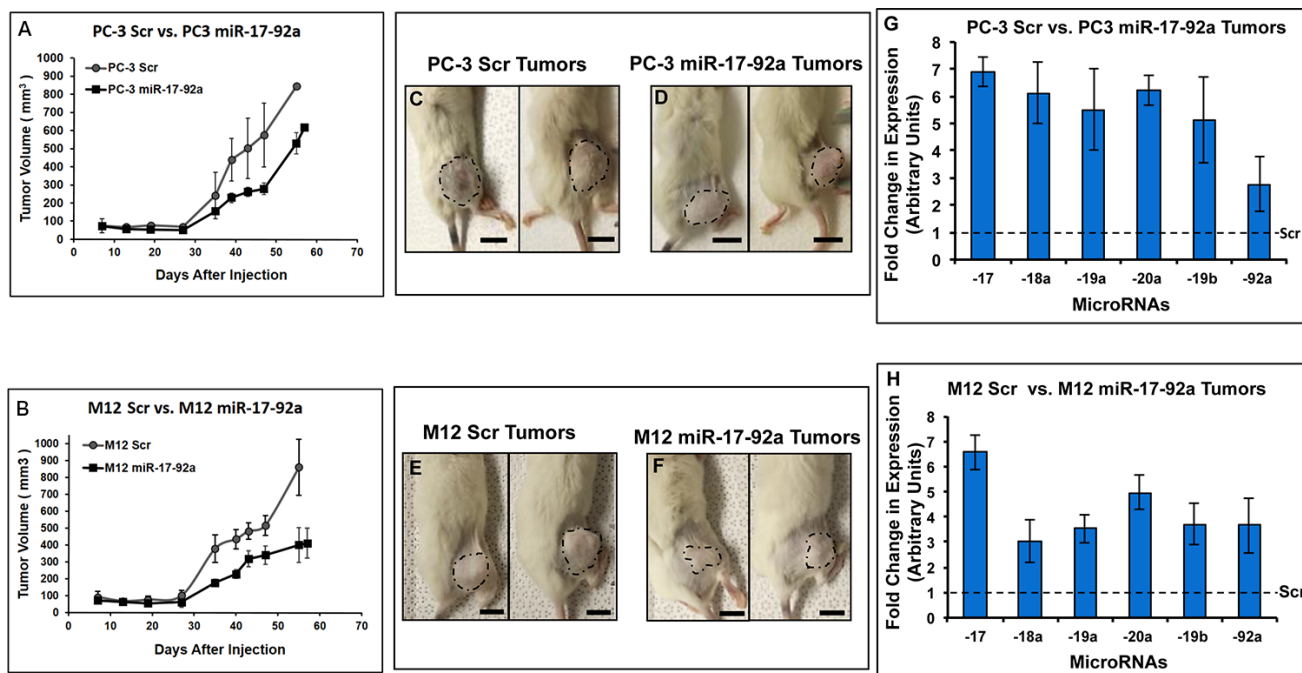 A
PC-3 Scr vs. PC3 miR-17-92a
PC-3 Scr
PC-3 miR-17-92a
Tumor Volume ( mm³ )
1000
900
800
700
600
500
400
300
200
100
0
0 10 20 30 40 50 60 70
Days After Injection
PC-3 Scr Tumors
PC-3 miR-17-92a Tumors
C
D
G
PC-3 Scr vs. PC3 miR-17-92a Tumors
Fold Change in Expression
(Arbitrary Units)
8
7
6
5
4
3
2
1
0
Scr
-17 -18a -19a -20a -19b -92a
MicroRNAs
B
M12 Scr vs. M12 miR-17-92a
M12 Scr
M12 miR-17-92a
Tumor Volume ( mm3 )
1000
900
800
700
600
500
400
300
200
100
0
0 10 20 30 40 50 60 70
Days After Injection
M12 Scr Tumors
M12 miR-17-92a Tumors
E
F
H
M12 Scr vs. M12 miR-17-92a Tumors
Fold Change in Expression
(Arbitrary Units)
8
7
6
5
4
3
2
1
0
Scr
-17 -18a -19a -20a -19b -92a
MicroRNAs